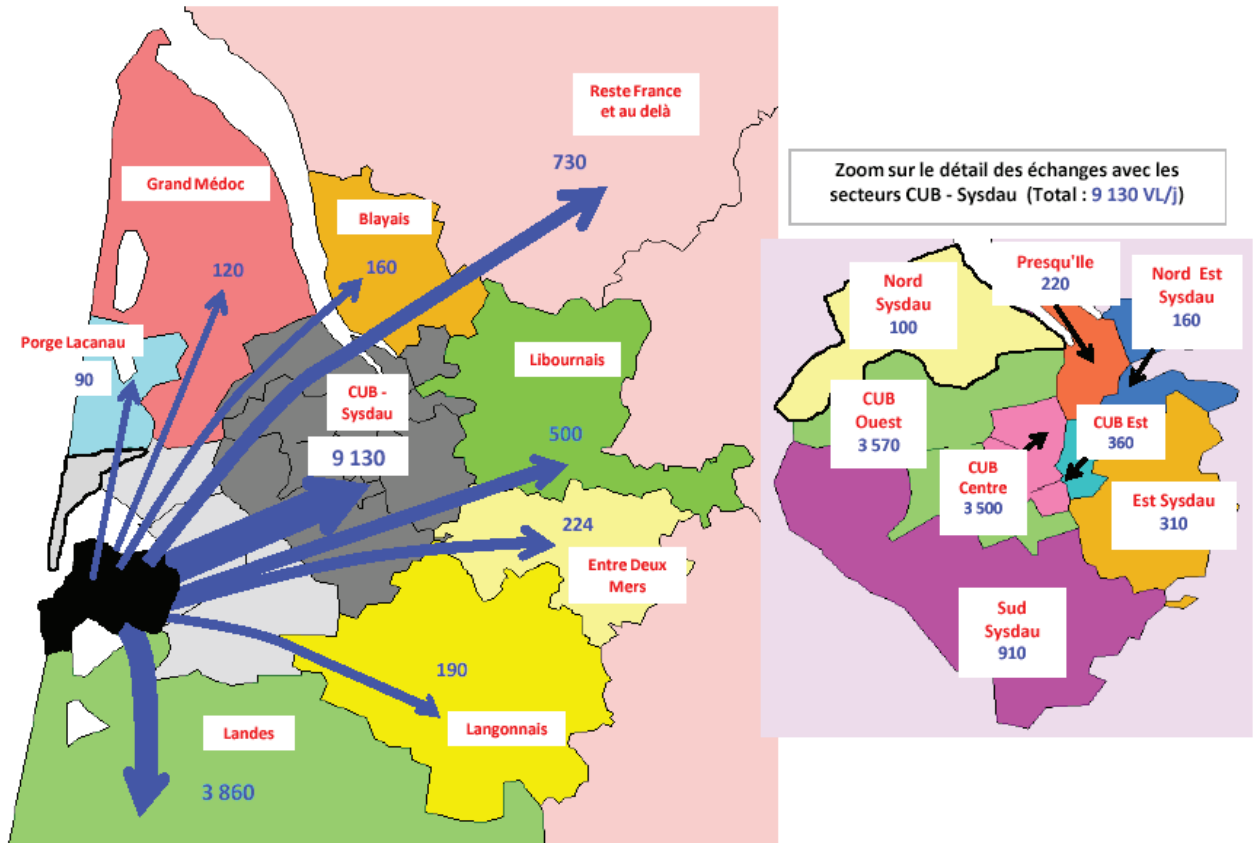 Reste France
et au delà
730
Grand Médoc
120
Blayais
160
Porge Lacanau
90
CUB -
Sysdau
9 130
Libournais
500
224
Entre Deux
Mers
190
Langonnais
Landes
3 860
Zoom sur le détail des échanges avec les
secteurs CUB - Sysdau (Total : 9 130 VL/j)
Nord
Sysdau
100
Presqu'Ile
220
Nord Est
Sysdau
160
CUB
Ouest
3 570
CUB Est
360
CUB
Centre
3 500
Est Sysdau
310
Sud
Sysdau
910